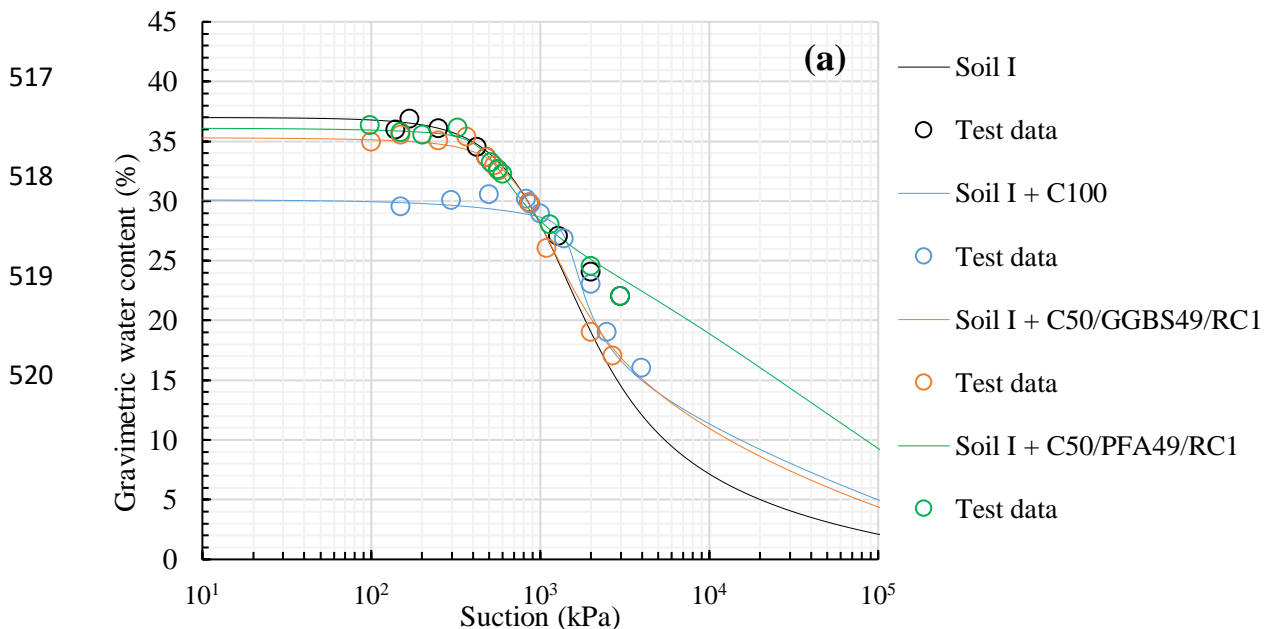 517
518
519
520
Gravimetric water content (%)
45
40
35
30
25
20
15
10
5
0
10¹ 10² 10³ 10⁴ 10⁵
Suction (kPa)
(a)
Soil I
Test data
Soil I + C100
Test data
Soil I + C50/GGBS49/RC1
Test data
Soil I + C50/PFA49/RC1
Test data